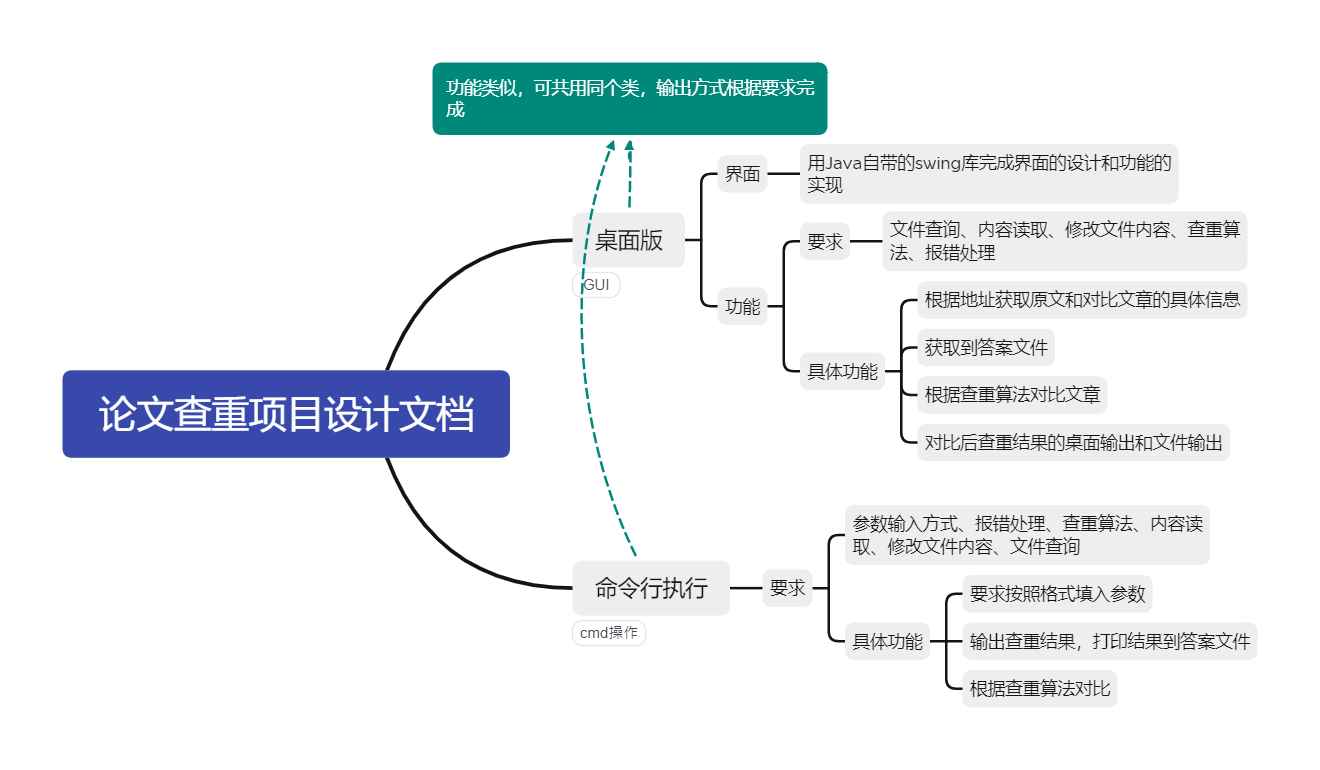 功能类似，可共用同个类，输出方式根据要求完
成
界面
用Java自带的swing库完成界面的设计和功能的
实现
桌面版
GUI
功能
要求
文件查询、内容读取、修改文件内容、查重算
法、报错处理
具体功能
根据地址获取原文和对比文章的具体信息
获取到答案文件
根据查重算法对比文章
对比后查重结果的桌面输出和文件输出
论文查重项目设计文档
命令行执行
cmd操作
要求
参数输入方式、报错处理、查重算法、内容读
取、修改文件内容、文件查询
具体功能
要求按照格式填入参数
输出查重结果，打印结果到答案文件
根据查重算法对比